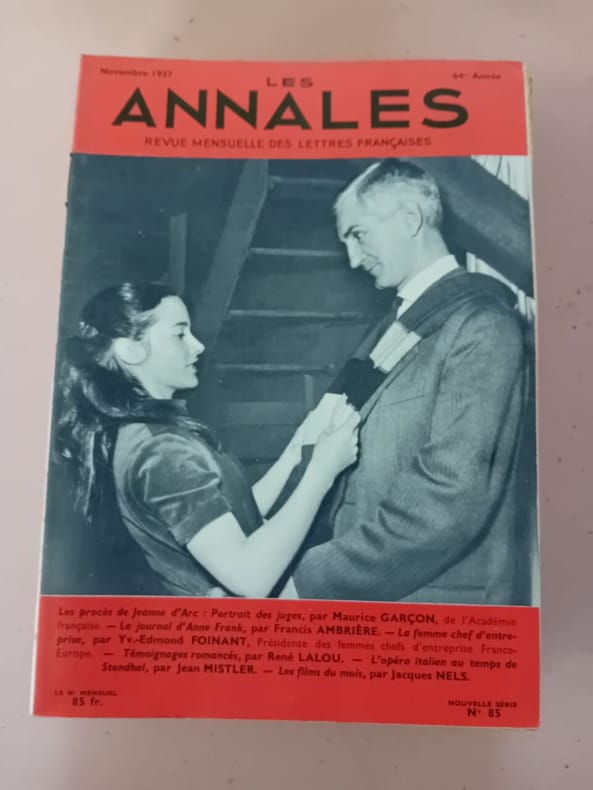 Novembre 1957
64e Année
LES
ANNALES
REVUE MENSUELLE DES LETTRES FRANÇAISES
Les procès de Jeanne d'Arc : Portrait des juges, par Maurice GARÇON, de l'Académie
française. — Le journal d'Anne Frank, par Francis AMBRIÈRE. — La femme chef d'entre-
prise, par Yv.-Edmond FOINANT, Présidente des femmes chefs d'entreprise France-
Europe. — Témoignages romancés, par René LALOU. — L'opéra italien au temps de
Stendhal, par Jean MISTLER. — Les films du mois, par Jacques NELS.
LE No MENSUEL
85 fr.
NOUVELLE SÉRIE
No 85